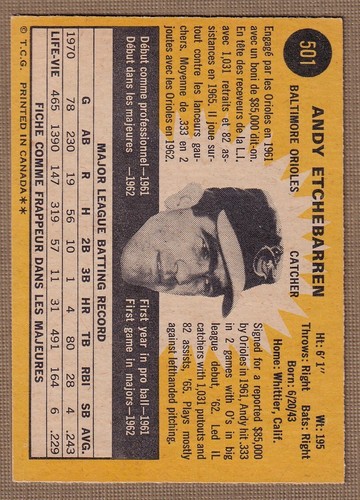 501
ANDY ETCHEBARREN
BALTIMORE ORIOLES
CATCHER
Engagé par les Orioles en 1961
avec un boni de $85,000 dit-on.
En tête des receveurs de la L.I.
avec 1,031 retraits et 82 as-
sistances en 1965. Il joue sur-
tout contre les lanceurs gau-
chers. Moyenne de .333 en 2
joutes avec les Orioles en 1962.
Ht: 6' 1" Wt: 195
Throws: Right Bats: Right
Born: 6/20/43
Home: Whittier, Calif.
Signed for a reported $85,000
by Orioles in 1961, Andy hit .333
in 2 games with O's in big
league debut, '62. Led IL
catchers with 1,031 putouts and
82 assists, '65. Plays mostly
against lefthanded pitching.
Début comme professionnel—1961
Début dans les majeures —1962
First year in pro ball—1961
First game in majors—1962
MAJOR LEAGUE BATTING RECORD
G AB R H 2B 3B HR TB RBI SB AVG.
1970 78 230 19 56 10 1 4 80 28 4 .243
LIFE-VIE 465 1390 147 319 57 11 31 491 164 6 .229
FICHE COMME FRAPPEUR DANS LES MAJEURES
© T.C.G. PRINTED IN CANADA**